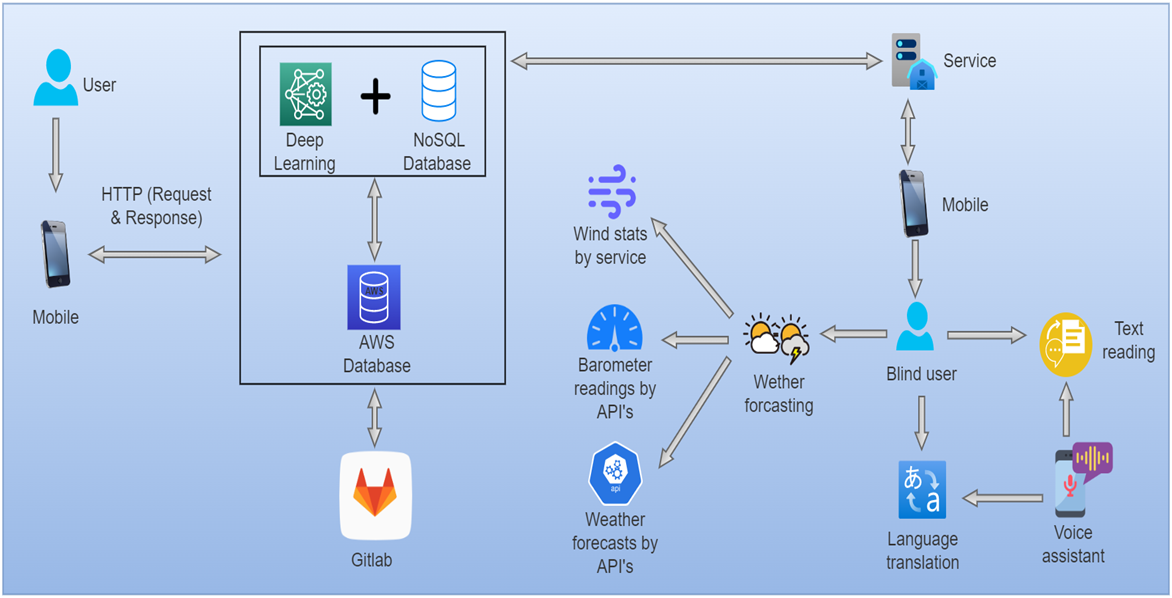 User
HTTP (Request
& Response)
Mobile
Deep
Learning
NoSQL
Database
AWS
AWS
Database
Gitlab
Service
Mobile
Wind stats
by service
Barometer
readings by
API's
api
Weather
forecasts by
API's
Wether
forcasting
Blind user
Text
reading
あ
a
Language
translation
Voice
assistant